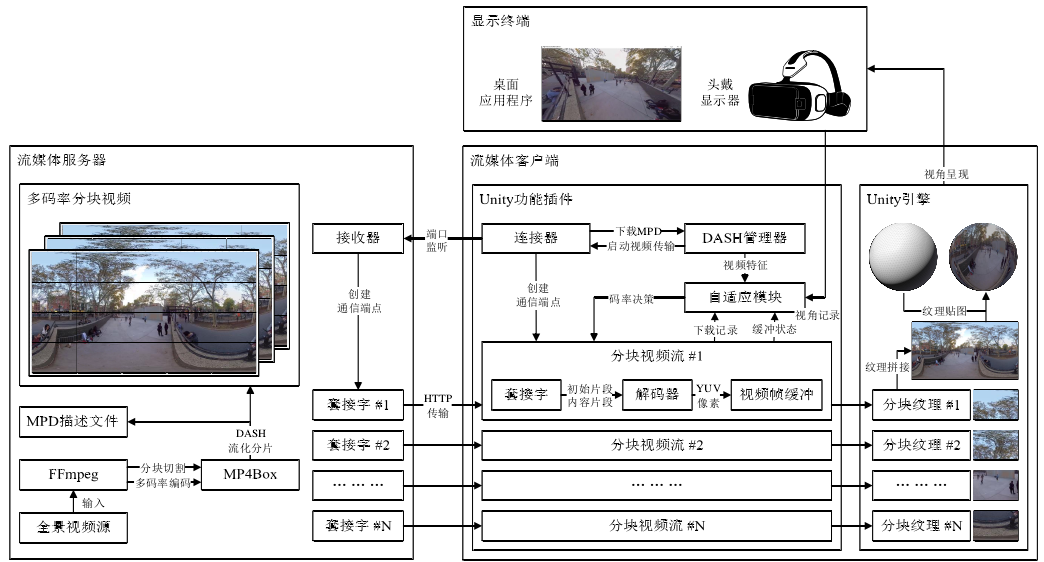 显示终端
桌面
应用程序
头戴
显示器
流媒体服务器
多码率分块视频
接收器
创建
通信端点
套接字 #1
套接字 #2
… … …
套接字 #N
MPD描述文件
DASH
流化分片
FFmpeg
分块切割
多码率编码
MP4Box
输入
全景视频源
端口
监听
HTTP
传输
流媒体客户端
Unity功能插件
连接器
下载MPD
启动视频传输
DASH管理器
视频特征
创建
通信端点
码率决策
自适应模块
视角记录
下载记录
缓冲状态
分块视频流 #1
套接字
初始片段
内容片段
解码器
YUV
像素
视频帧缓冲
分块视频流 #2
… … …
分块视频流 #N
视角呈现
Unity引擎
纹理贴图
纹理拼接
分块纹理 #1
分块纹理 #2
… … …
分块纹理 #N